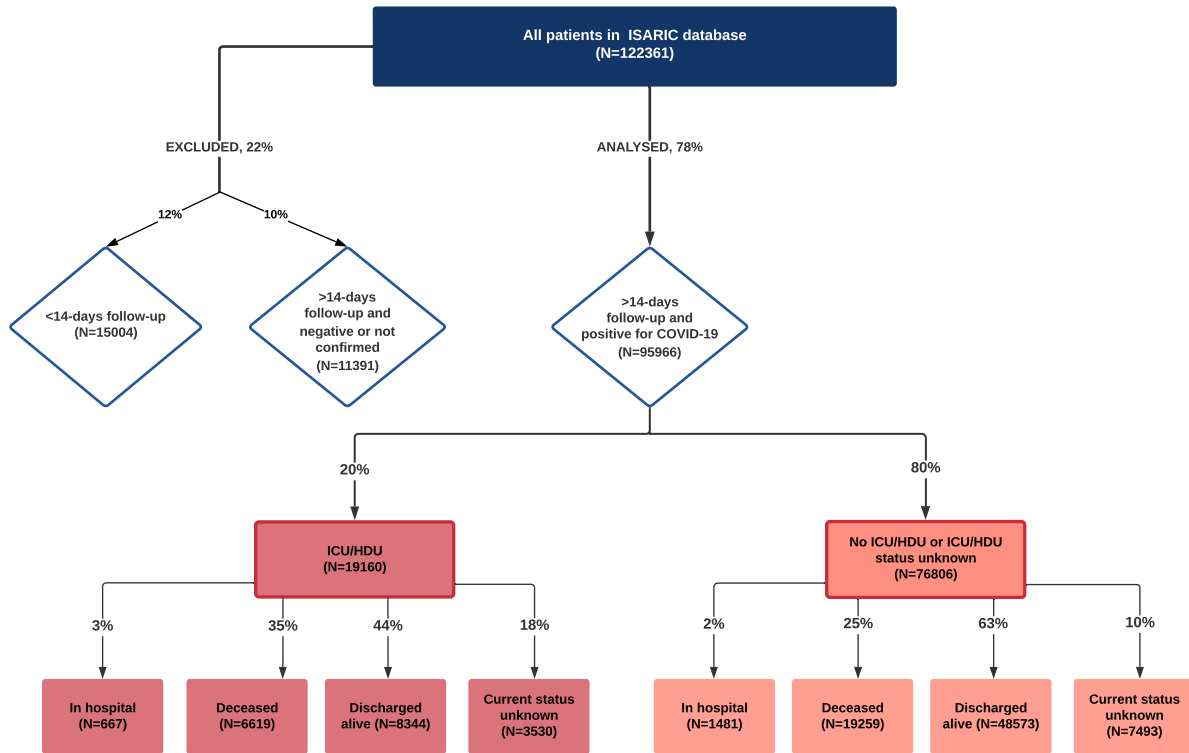 All patients in ISARIC database
(N=122361)
EXCLUDED, 22%
ANALYSED, 78%
12%
10%
<14-days follow-up
(N=15004)
>14-days
follow-up and
negative or not
confirmed
(N=11391)
>14-days
follow-up and
positive for COVID-19
(N=95966)
20%
80%
ICU/HDU
(N=19160)
No ICU/HDU or ICU/HDU
status unknown
(N=76806)
3%
35%
44%
18%
2%
25%
63%
10%
In hospital
(N=667)
Deceased
(N=6619)
Discharged
alive (N=8344)
Current status
unknown
(N=3530)
In hospital
(N=1481)
Deceased
(N=19259)
Discharged
alive (N=48573)
Current status
unknown
(N=7493)